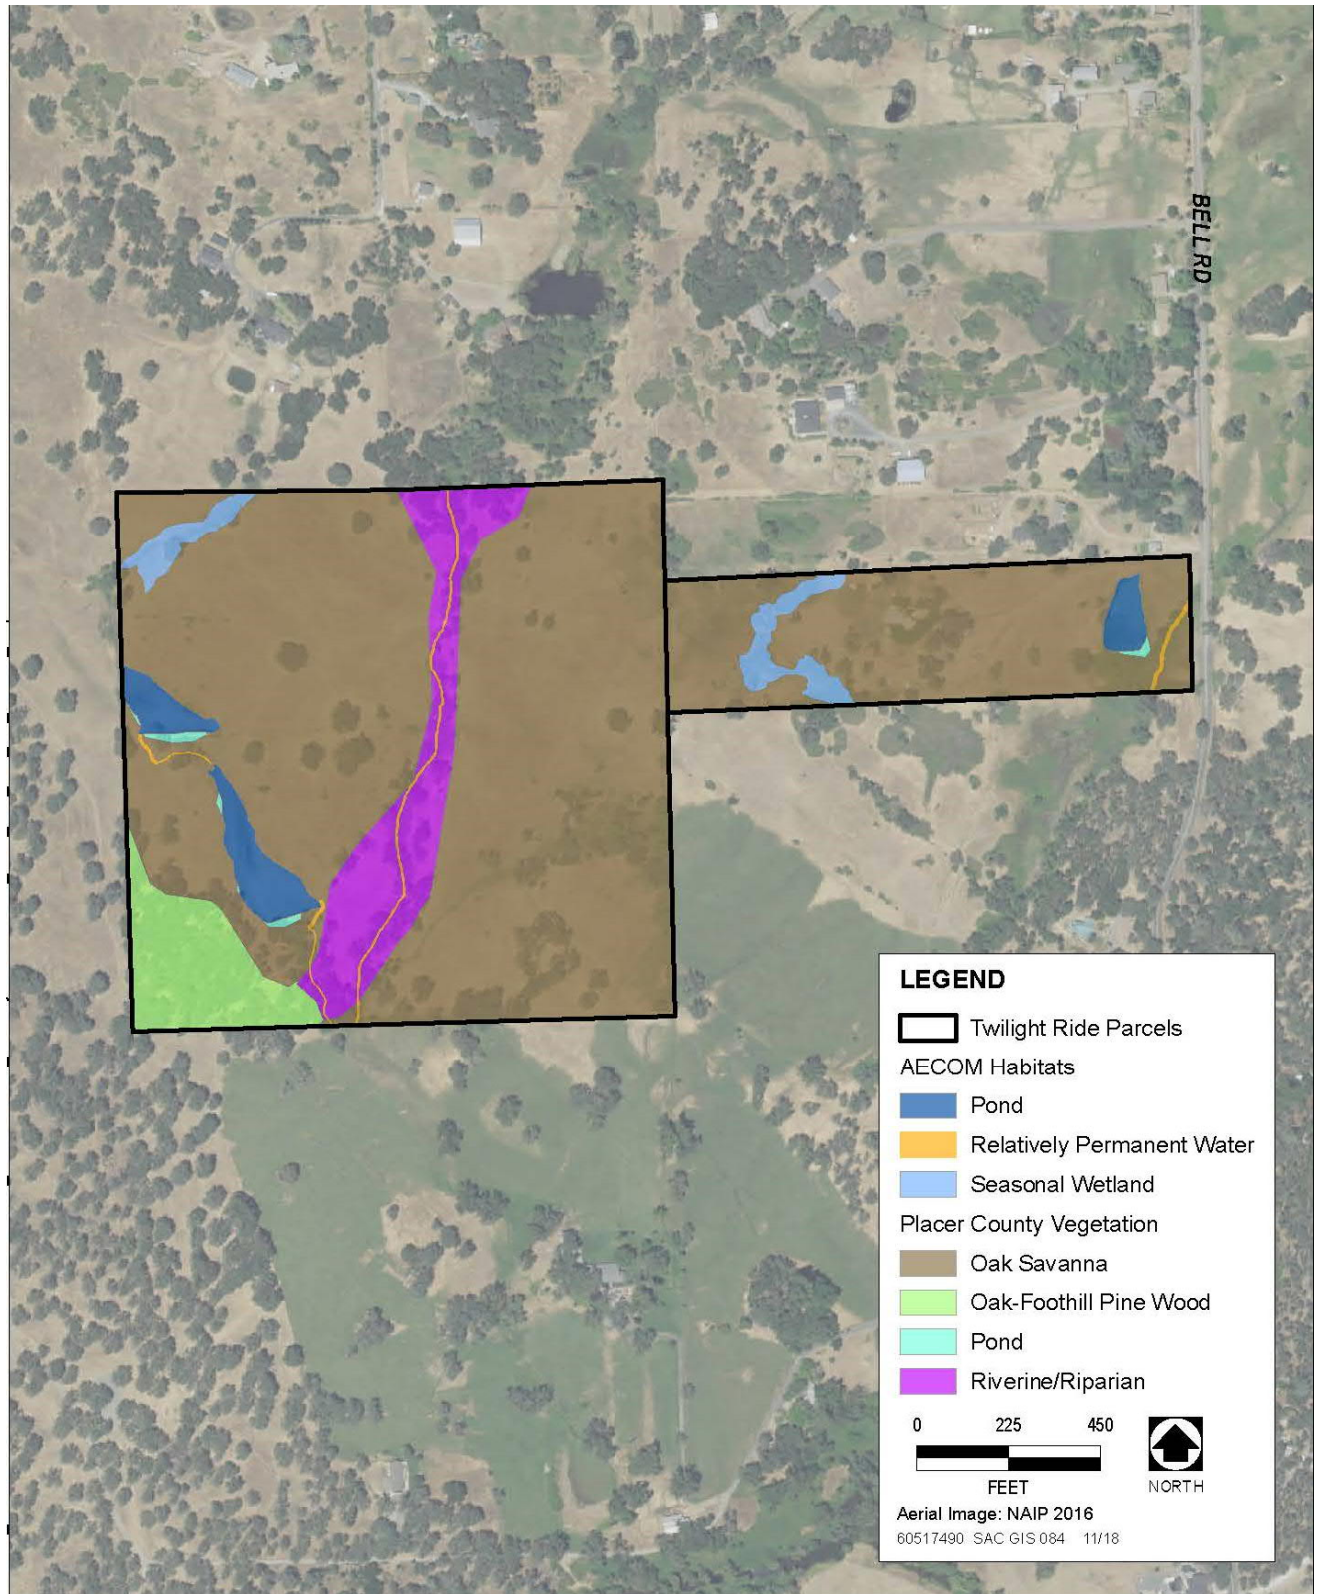 BELL RD
LEGEND
Twilight Ride Parcels
AECOM Habitats
Pond
Relatively Permanent Water
Seasonal Wetland
Placer County Vegetation
Oak Savanna
Oak-Foothill Pine Wood
Pond
Riverine/Riparian
0 225 450
FEET
NORTH
Aerial Image: NAIP 2016
60517490 SAC GIS 084 11/18